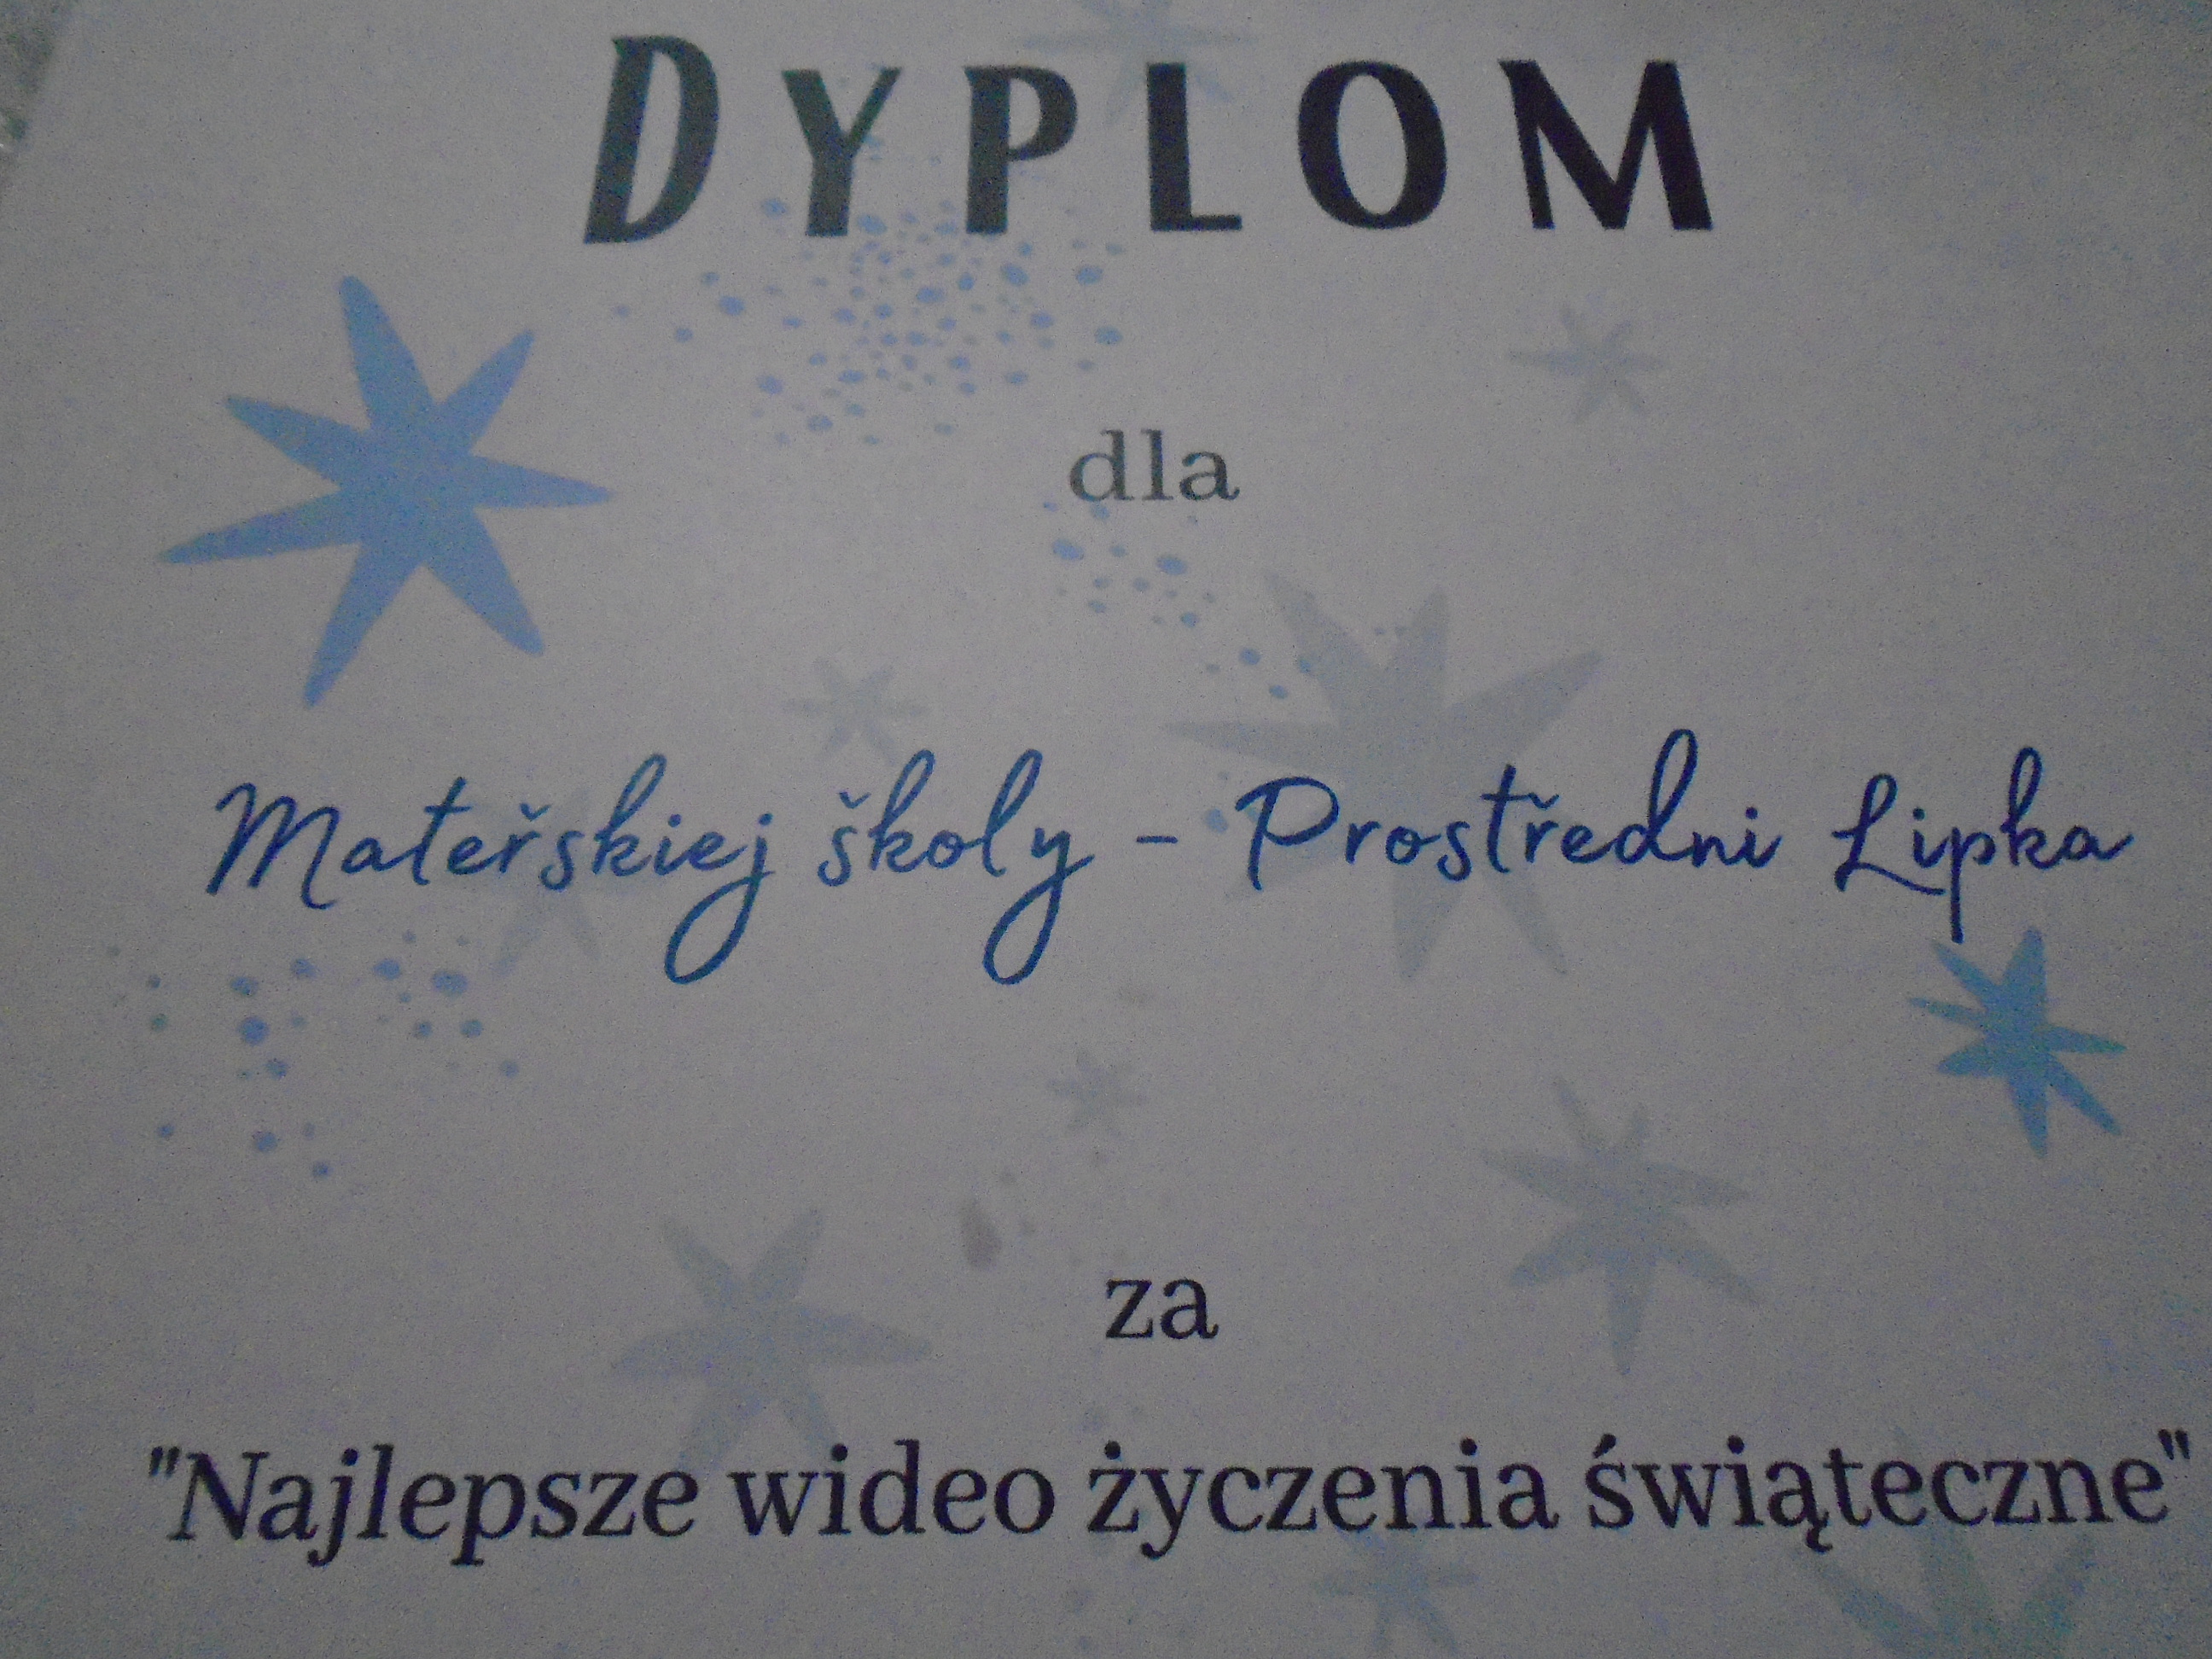 DYPLOM
dla
Mateřskiej školy - Prostředni Lipka
za
"Najlepsze wideo życzenia świąteczne"